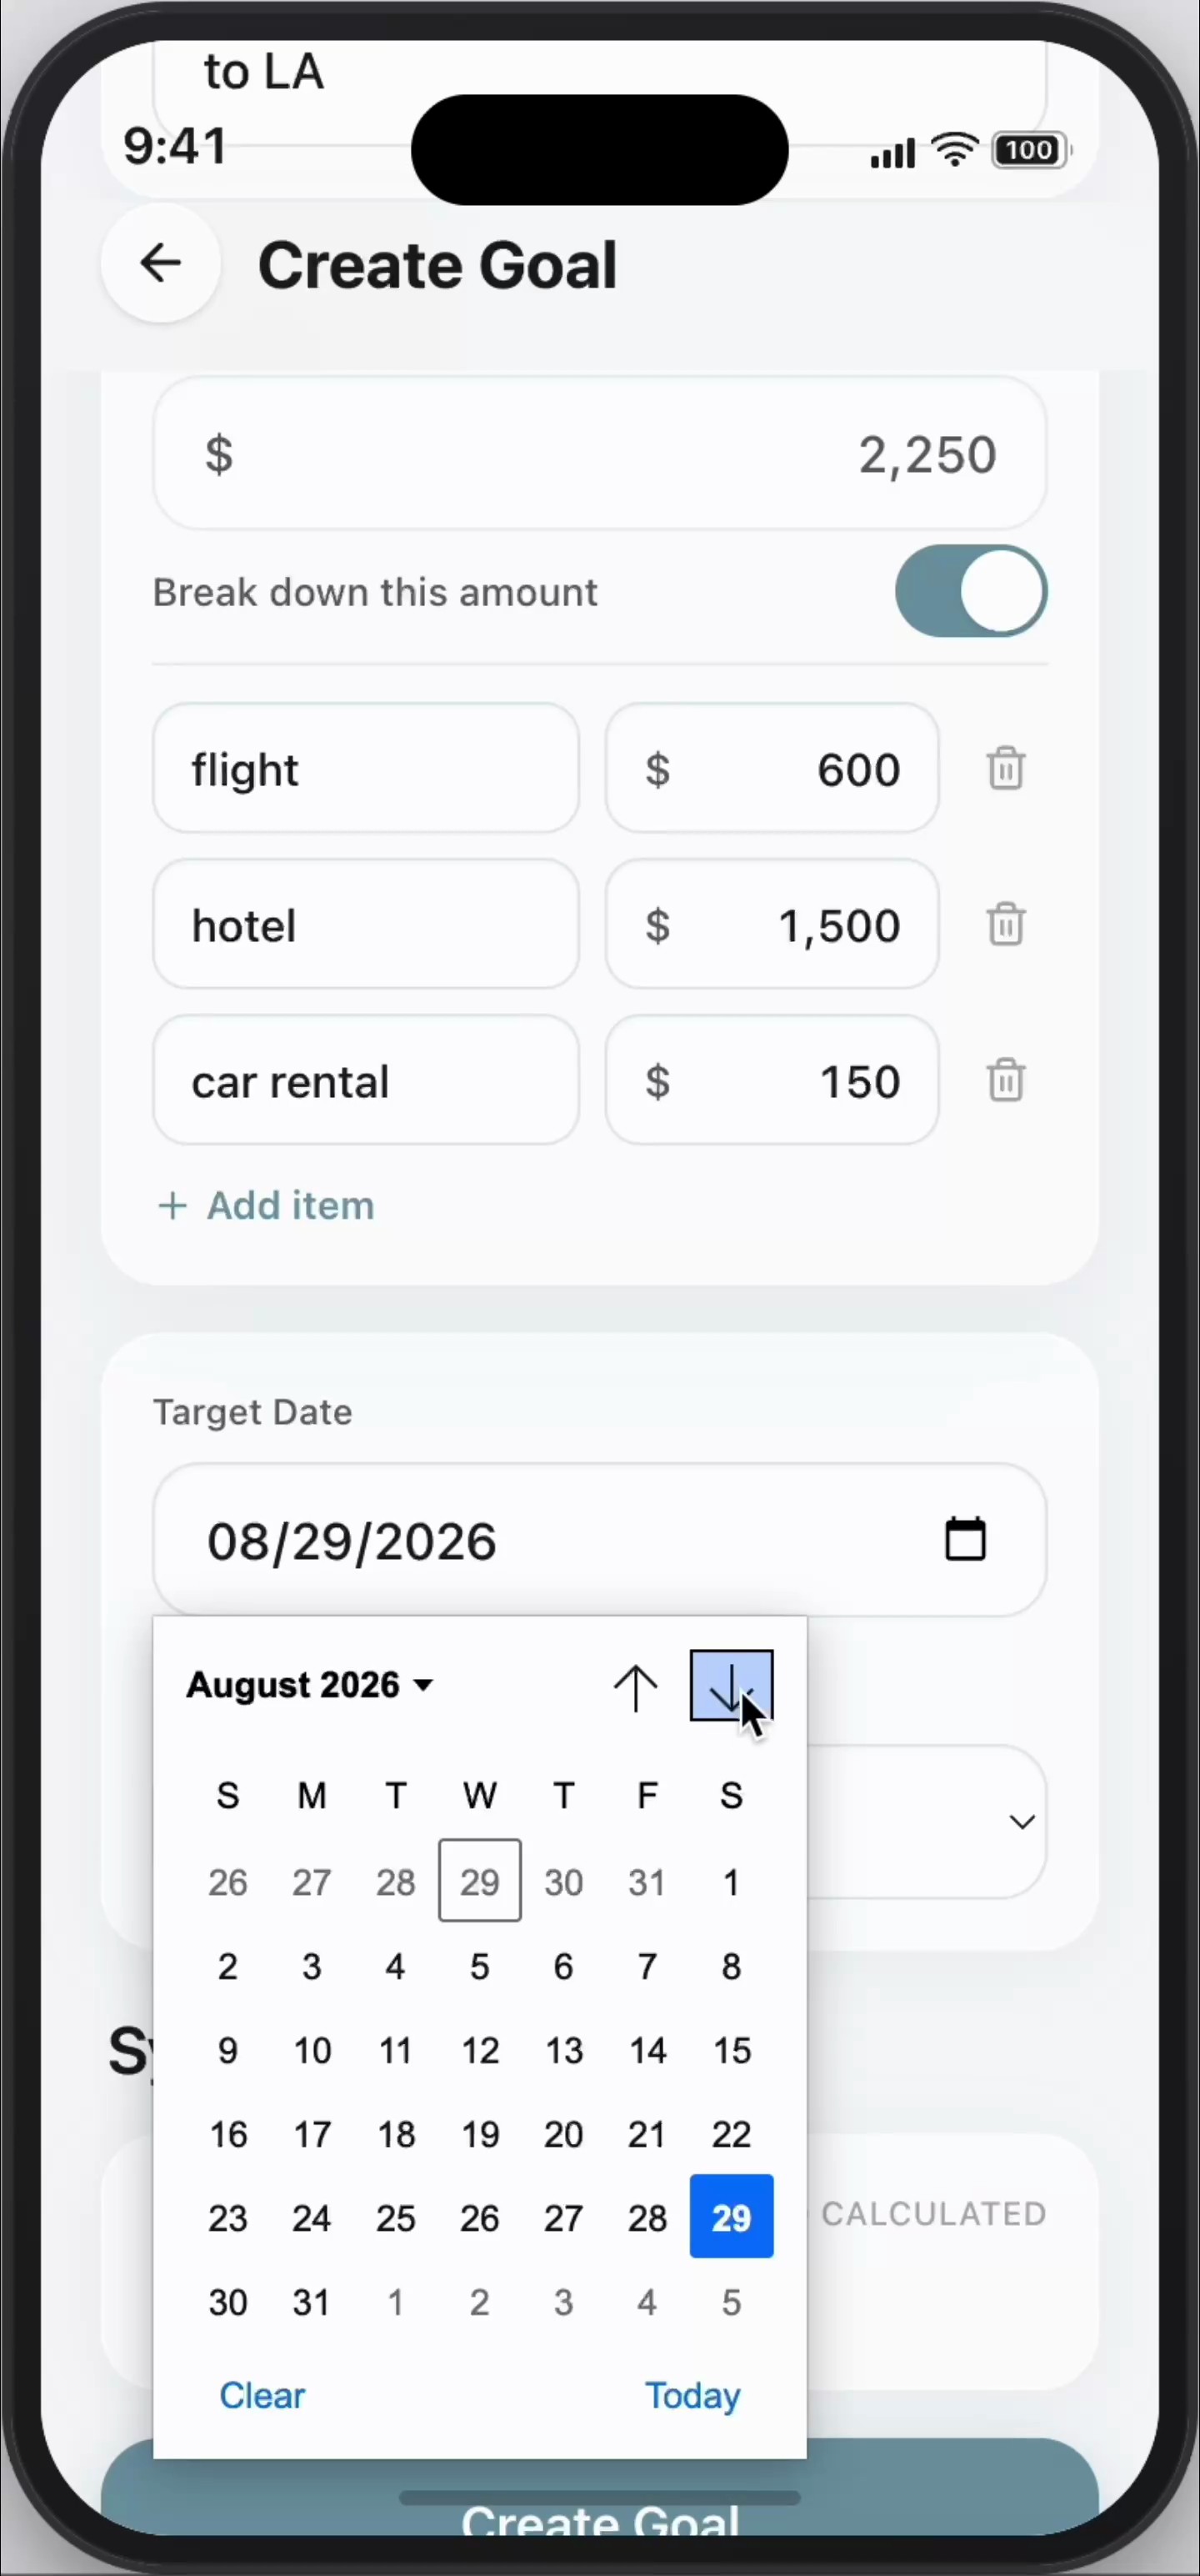 to LA
9:41
100
Create Goal
$ 2,250
Break down this amount
flight $ 600
hotel $ 1,500
car rental $ 150
+ Add item
Target Date
08/29/2026
August 2026
S M T W T F S
26 27 28 29 30 31 1
2 3 4 5 6 7 8
9 10 11 12 13 14 15
16 17 18 19 20 21 22
23 24 25 26 27 28 29
30 31 1 2 3 4 5
CALCULATED
Clear Today
Create Goal